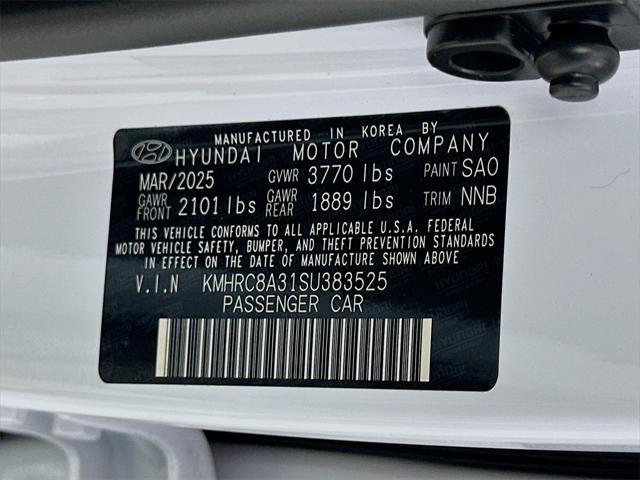 MANUFACTURED IN KOREA BY
HYUNDAI MOTOR COMPANY
MAR/2025 GVWR 3770 lbs PAINT SAO
GAWR FRONT 2101 lbs GAWR REAR 1889 lbs TRIM NNB
THIS VEHICLE CONFORMS TO ALL APPLICABLE U.S.A. FEDERAL
MOTOR VEHICLE SAFETY, BUMPER, AND THEFT PREVENTION STANDARDS
IN EFFECT ON THE DATE OF MANUFACTURE SHOWN ABOVE
V.I.N KMHRC8A31SU383525
PASSENGER CAR